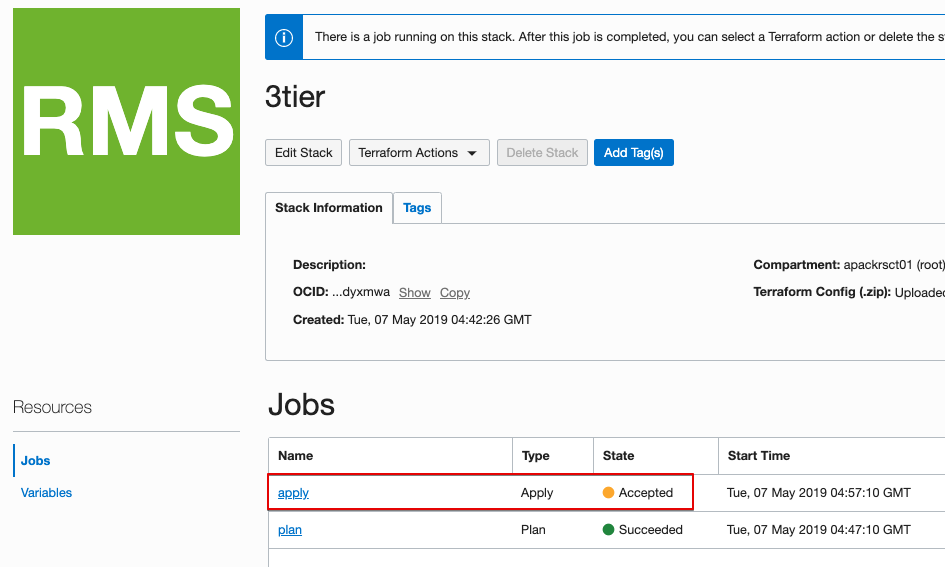 RMS
There is a job running on this stack. After this job is completed, you can select a Terraform action or delete the
3tier
Edit Stack Terraform Actions Delete Stack Add Tag(s)
Stack Information Tags
Description:
OCID: ...dyxmwa Show Copy
Created: Tue, 07 May 2019 04:42:26 GMT
Compartment: apackrsct01 (root)
Terraform Config (.zip): Uploaded
Resources
Jobs
Variables
Jobs
Name Type State Start Time
apply Apply Accepted Tue, 07 May 2019 04:57:10 GMT
plan Plan Succeeded Tue, 07 May 2019 04:47:10 GMT